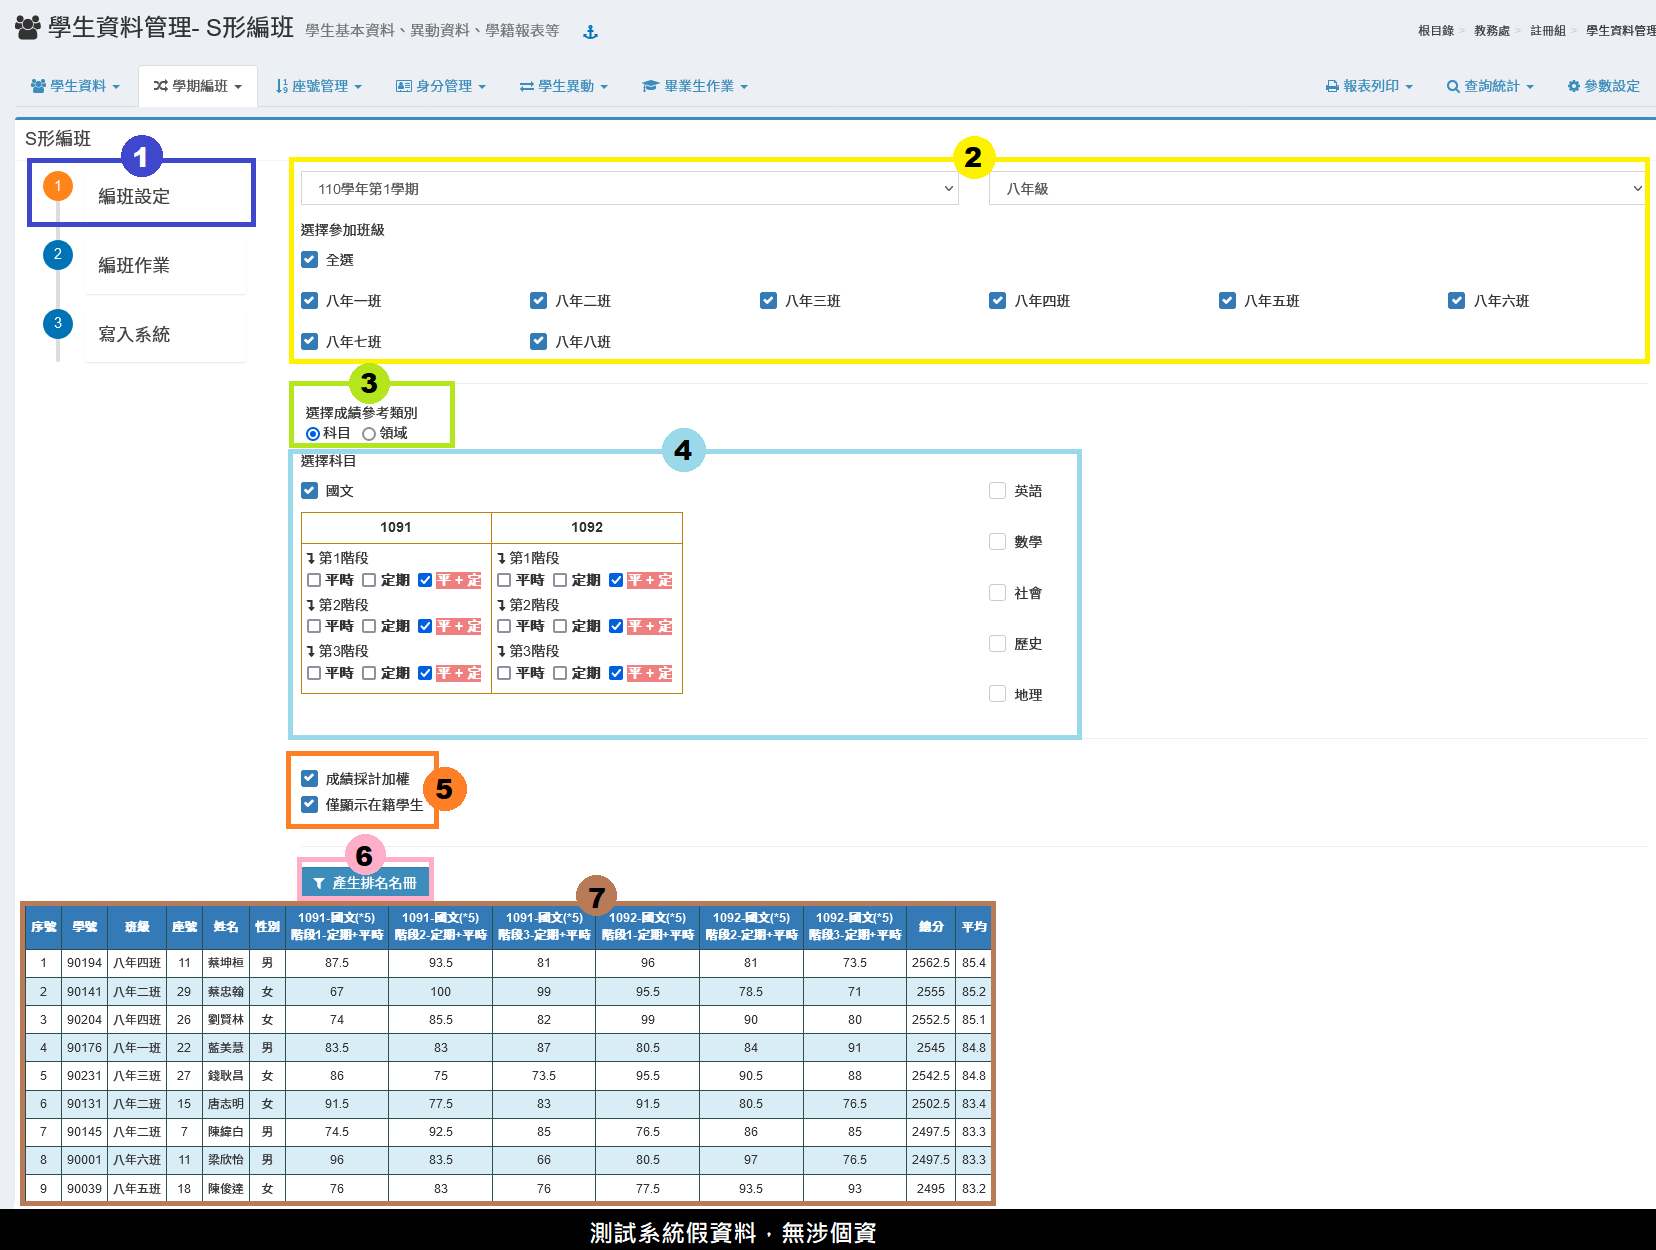 學生資料管理- S形編班 學生基本資料、異動資料、學籍報表等
根目錄 > 教務處 > 註冊組 > 學生資料管理
學生資料 學期編班 座號管理 身分管理 學生異動 畢業生作業 報表列印 查詢統計 參數設定
S形編班
1
1 編班設定
2 編班作業
3 寫入系統
2
110學年第1學期 八年級
選擇參加班級
全選
八年一班 八年二班 八年三班 八年四班 八年五班 八年六班
八年七班 八年八班
3
選擇成績參考類別
科目 領域
4
選擇科目
國文
1091 1092
第1階段 第1階段
平時 定期 平+定 平時 定期 平+定
第2階段 第2階段
平時 定期 平+定 平時 定期 平+定
第3階段 第3階段
平時 定期 平+定 平時 定期 平+定
英語
數學
社會
歷史
地理
5
成績採計加權
僅顯示在籍學生
6
產生排名名冊
7
序號 學號 班級 座號 姓名 性別 1091-國文(*5) 階段1-定期+平時 1091-國文(*5) 階段2-定期+平時 1091-國文(*5) 階段3-定期+平時 1092-國文(*5) 階段1-定期+平時 1092-國文(*5) 階段2-定期+平時 1092-國文(*5) 階段3-定期+平時 總分 平均
1 90194 八年四班 11 蔡坤桓 男 87.5 93.5 81 96 81 73.5 2562.5 85.4
2 90141 八年二班 29 蔡忠翰 女 67 100 99 95.5 78.5 71 2555 85.2
3 90204 八年四班 26 劉賢林 女 74 85.5 82 99 90 80 2552.5 85.1
4 90176 八年一班 22 藍美慧 男 83.5 83 87 80.5 84 91 2545 84.8
5 90231 八年三班 27 錢耿昌 女 86 75 73.5 95.5 90.5 88 2542.5 84.8
6 90131 八年二班 15 唐志明 女 91.5 77.5 83 91.5 80.5 76.5 2502.5 83.4
7 90145 八年二班 7 陳緯白 男 74.5 92.5 85 76.5 86 85 2497.5 83.3
8 90001 八年六班 11 梁欣怡 男 96 83.5 66 80.5 97 76.5 2497.5 83.3
9 90039 八年五班 18 陳俊達 女 76 83 76 77.5 93.5 93 2495 83.2
測試系統假資料，無涉個資